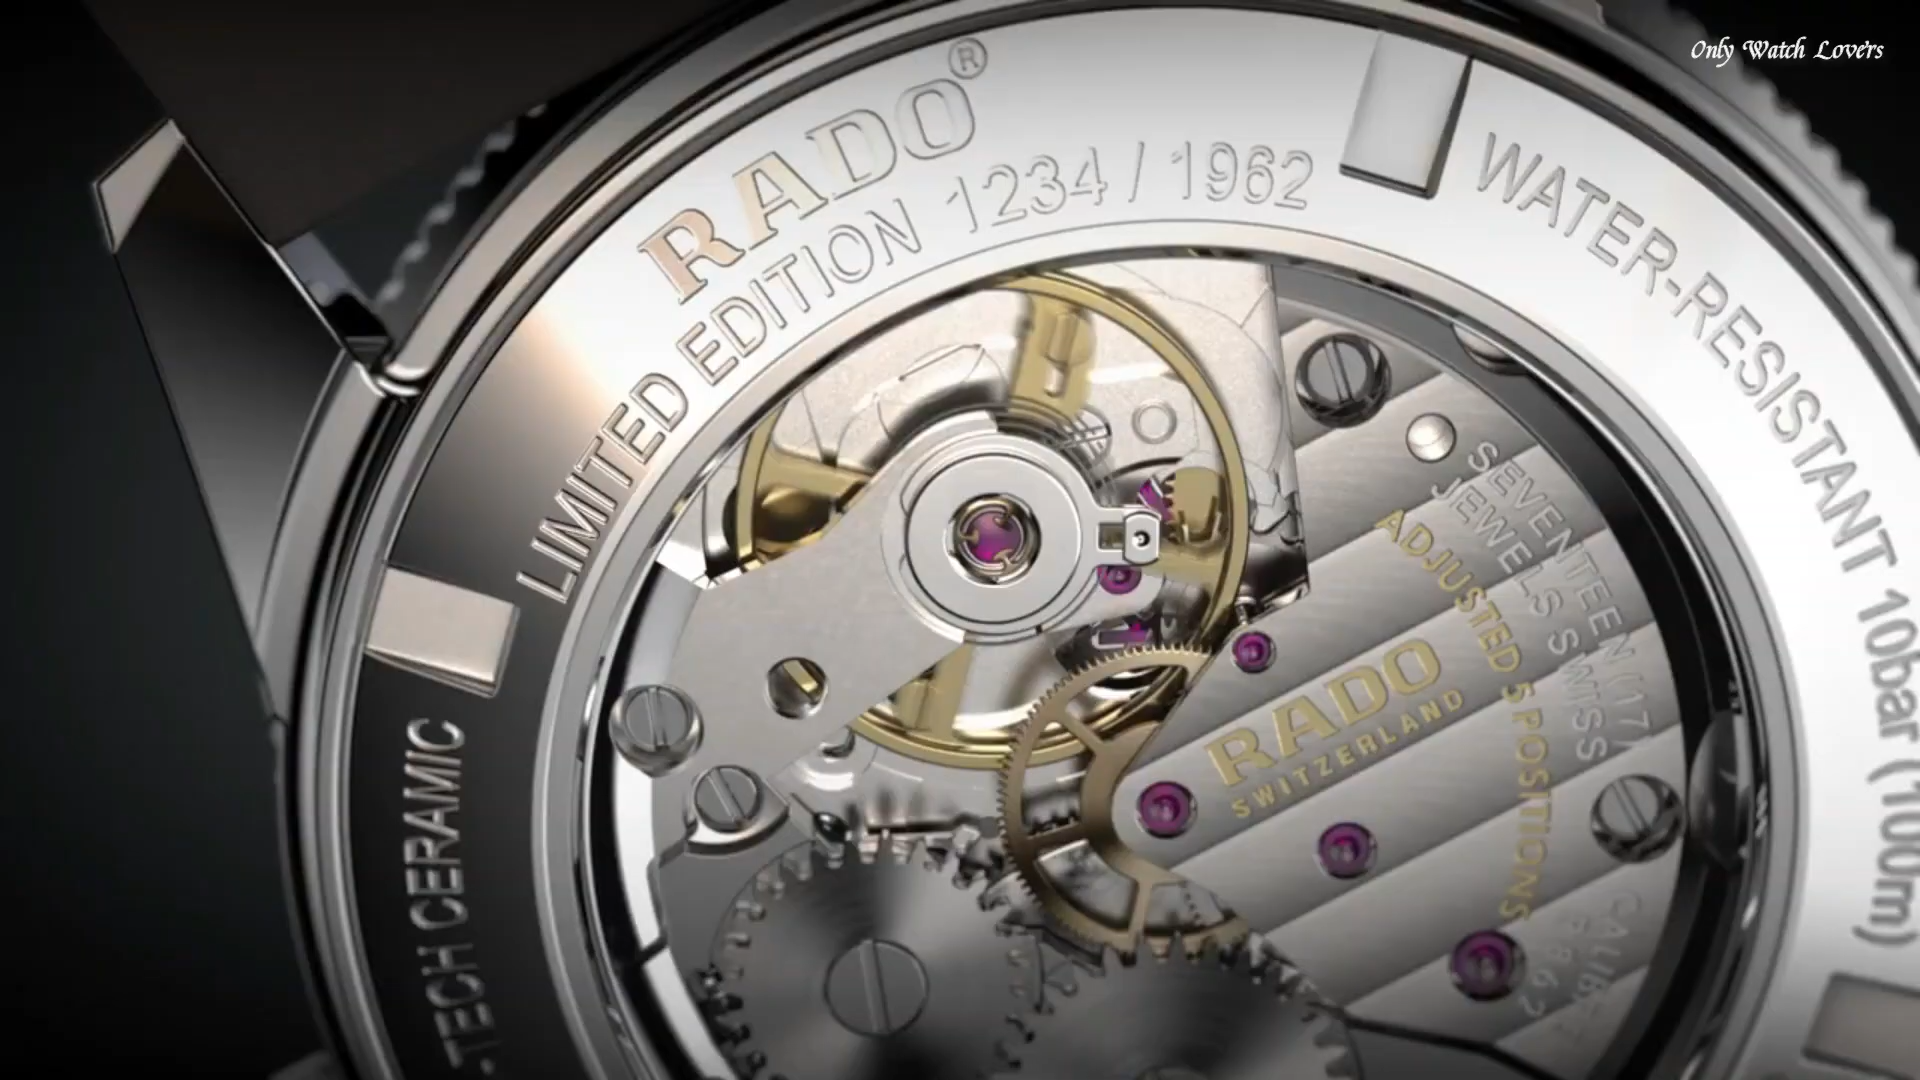 Only Watch Lovers
RADO®
LIMITED EDITION 1234 / 1962
WATER-RESISTANT 10bar (100m)
-TECH CERAMIC
SEVENTEEN (17)
JEWELS SWISS
ADJUSTED 5 POSITIONS
RADO
SWITZERLAND